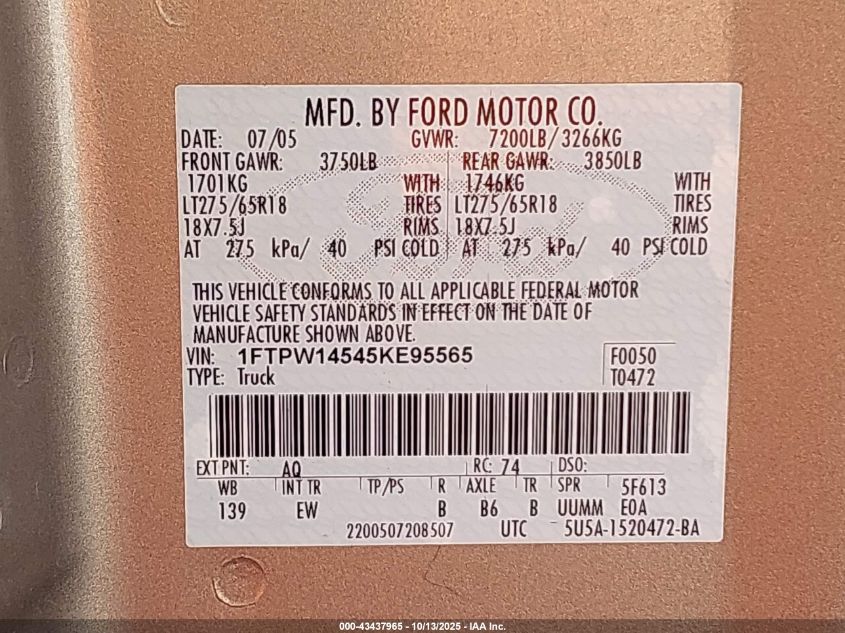 MFD. BY FORD MOTOR CO.
DATE: 07/05 GVWR: 7200LB/3266KG
FRONT GAWR: 3750LB REAR GAWR: 3850LB
1701KG WITH 1746KG WITH
LT275/65R18 TIRES LT275/65R18 TIRES
18X7.5J RIMS 18X7.5J RIMS
AT 275 kPa/ 40 PSI COLD AT 275 kPa/ 40 PSI COLD
THIS VEHICLE CONFORMS TO ALL APPLICABLE FEDERAL MOTOR
VEHICLE SAFETY STANDARDS IN EFFECT ON THE DATE OF
MANUFACTURE SHOWN ABOVE.
VIN: 1FTPW14545KE95565 F0050
TYPE: Truck T0472
EXT PNT: AQ RC: 74 DSO:
WB INT TR TP/PS R AXLE TR SPR 5F613
139 EW B B6 B UUMM E0A
2200507208507 UTC 5U5A-1520472-BA
000-43437965 | 10/13/2025 - IAA Inc.